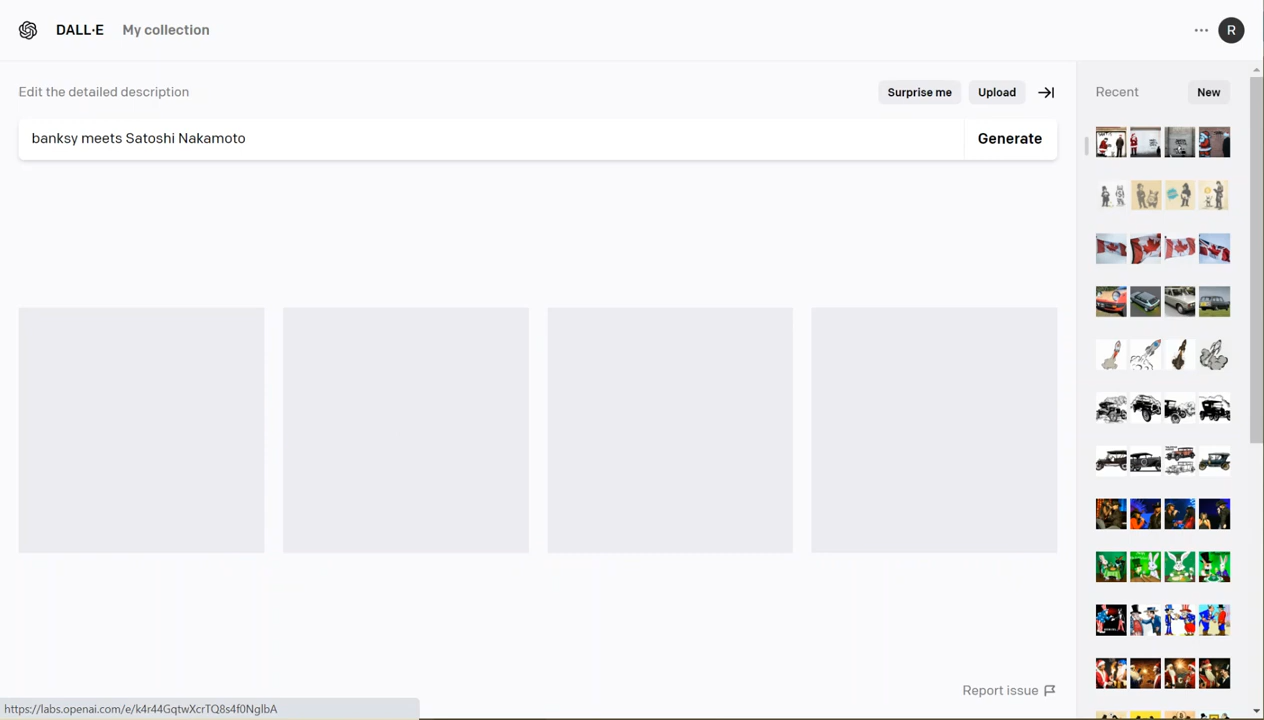 DALL·E My collection ··· R
Edit the detailed description Surprise me Upload Recent New
banksy meets Satoshi Nakamoto Generate
Report issue
https://labs.openai.com/e/k4r44GqtwXcrTQ8s4f0NglbA